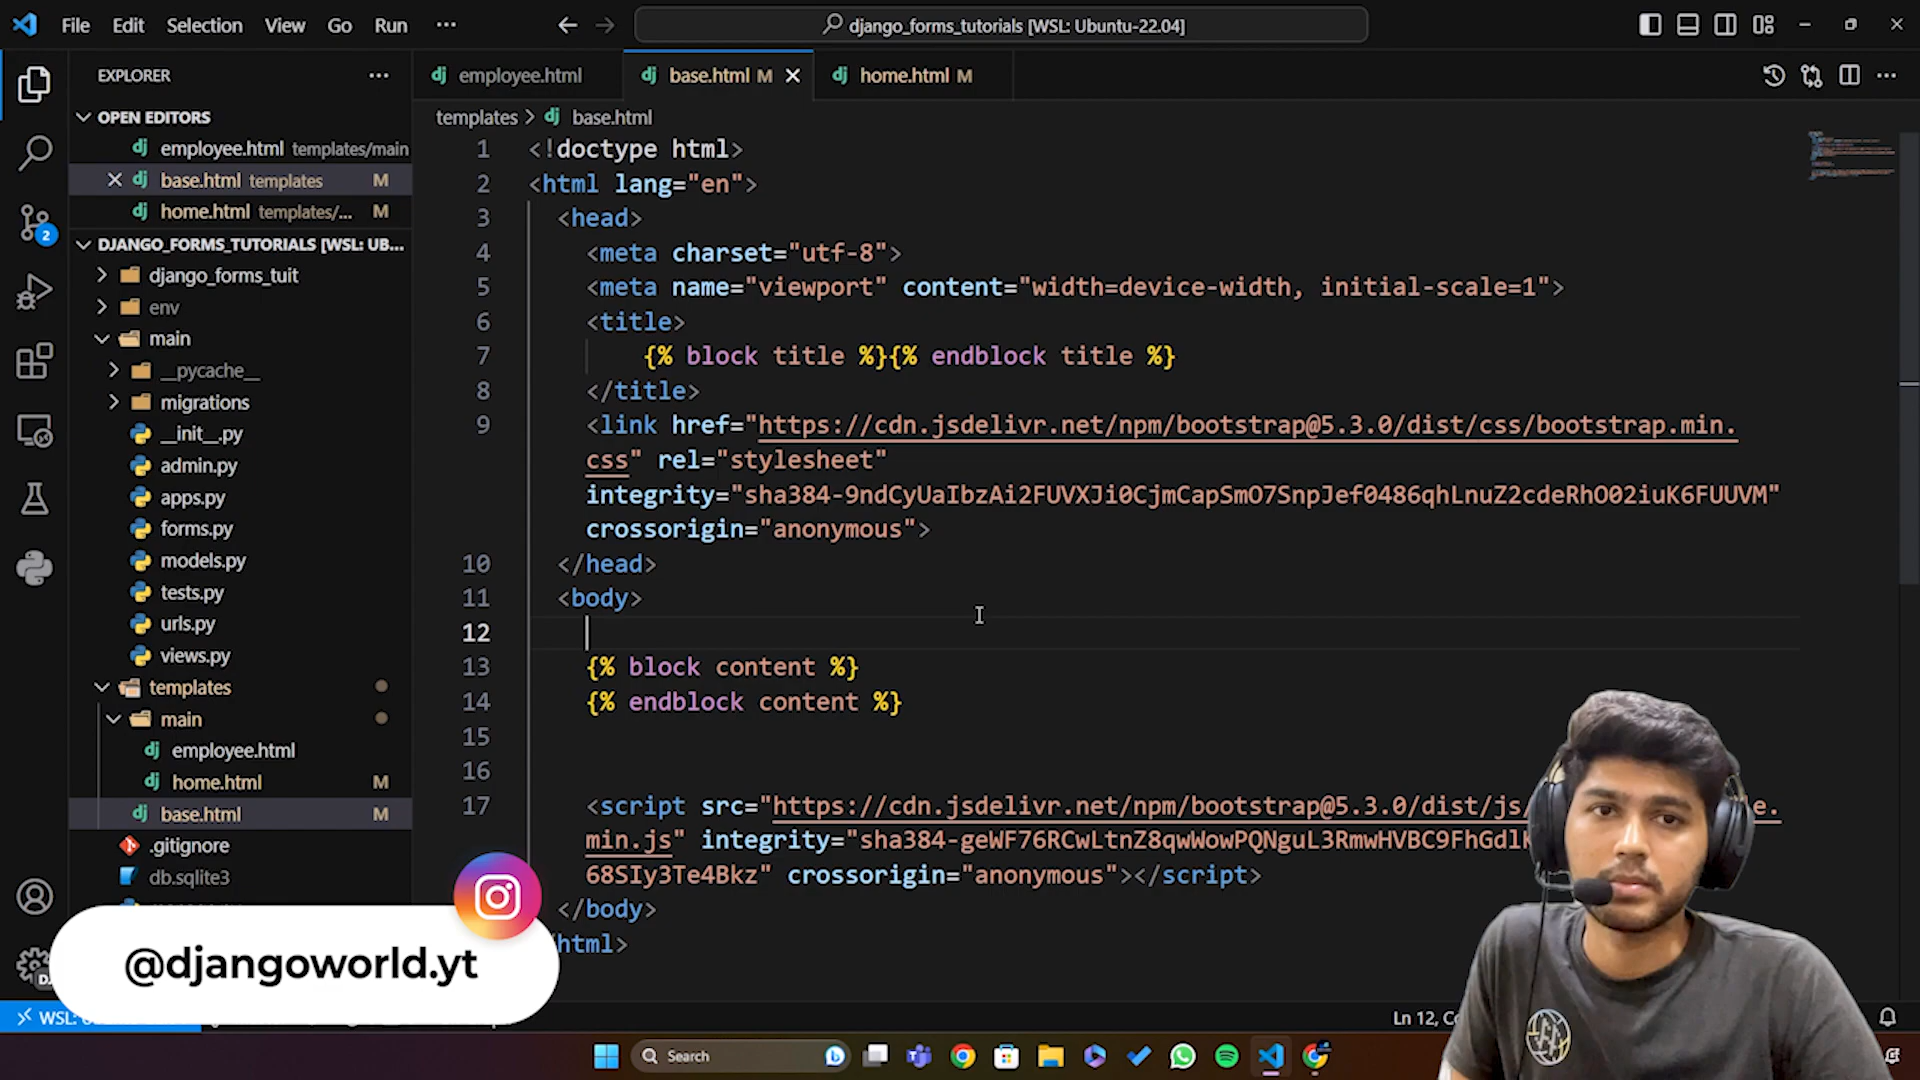 File Edit Selection View Go Run ...
django_forms_tutorials [WSL: Ubuntu-22.04]
EXPLORER
employee.html
base.html M
home.html M
OPEN EDITORS
employee.html templates/main
base.html templates M
home.html templates/... M
2
DJANGO_FORMS_TUTORIALS [WSL: UB...
django_forms_tuit
env
main
__pycache__
migrations
__init__.py
admin.py
apps.py
forms.py
models.py
tests.py
urls.py
views.py
templates
main
employee.html
home.html M
base.html M
.gitignore
db.sqlite3
templates > base.html
1 <!doctype html>
2 <html lang="en">
3 <head>
4 <meta charset="utf-8">
5 <meta name="viewport" content="width=device-width, initial-scale=1">
6 <title>
7 {% block title %}{% endblock title %}
8 </title>
9 <link href="https://cdn.jsdelivr.net/npm/bootstrap@5.3.0/dist/css/bootstrap.min.
css" rel="stylesheet"
integrity="sha384-9ndCyUaIbzAi2FUVXJi0CjmCapSmO7SnpJef0486qhLnuZ2cdeRhO02iuK6FUUVM"
crossorigin="anonymous">
10 </head>
11 <body>
12
13 {% block content %}
14 {% endblock content %}
15
16
17 <script src="https://cdn.jsdelivr.net/npm/bootstrap@5.3.0/dist/js/ e.
min.js" integrity="sha384-geWF76RCwLtnZ8qwWowPQNguL3RmwHVBC9FhGdlK
68SIy3Te4Bkz" crossorigin="anonymous"></script>
</body>
html>
@djangoworld.yt
WSL:
Ln 12,
Search